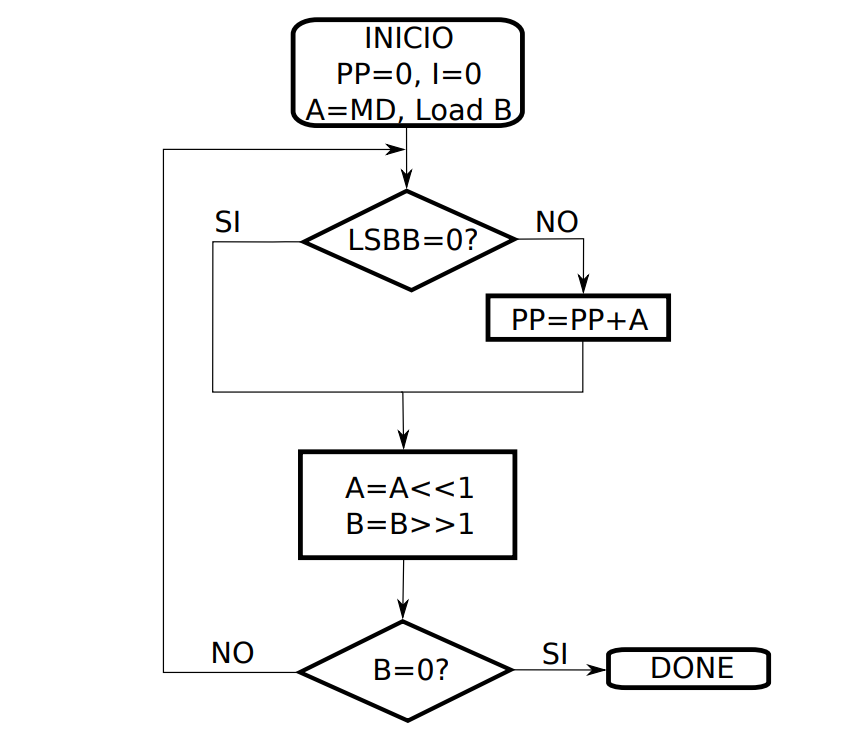 INICIO
PP=0, I=0
A=MD, Load B
SI
LSBB=0?
NO
PP=PP+A
A=A<<1
B=B>>1
NO
B=0?
SI
DONE